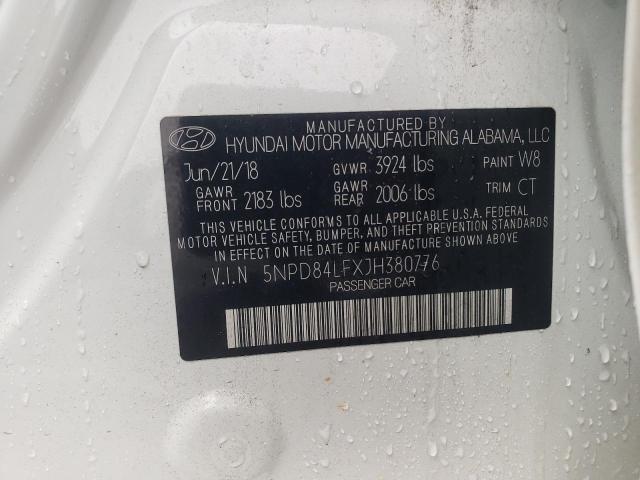 MANUFACTURED BY
HYUNDAI MOTOR MANUFACTURING ALABAMA, LLC
Jun/21/18 GVWR 3924 lbs PAINT W8
GAWR FRONT 2183 lbs GAWR REAR 2006 lbs TRIM CT
THIS VEHICLE CONFORMS TO ALL APPLICABLE U.S.A. FEDERAL
MOTOR VEHICLE SAFETY, BUMPER, AND THEFT PREVENTION STANDARDS
IN EFFECT ON THE DATE OF MANUFACTURE SHOWN ABOVE.
V.I.N 5NPD84LFXJH380776
PASSENGER CAR